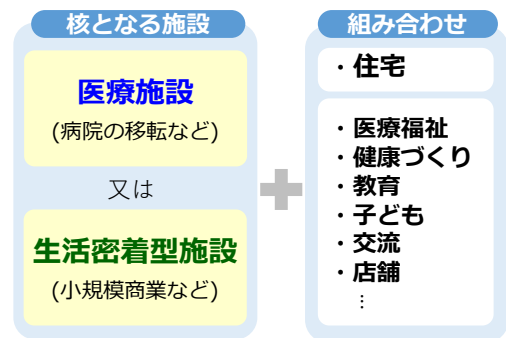 核となる施設
医療施設
(病院の移転など)
又は
生活密着型施設
(小規模商業など)
+
組み合わせ
・住宅
・医療福祉
・健康づくり
・教育
・子ども
・交流
・店舗
⋮